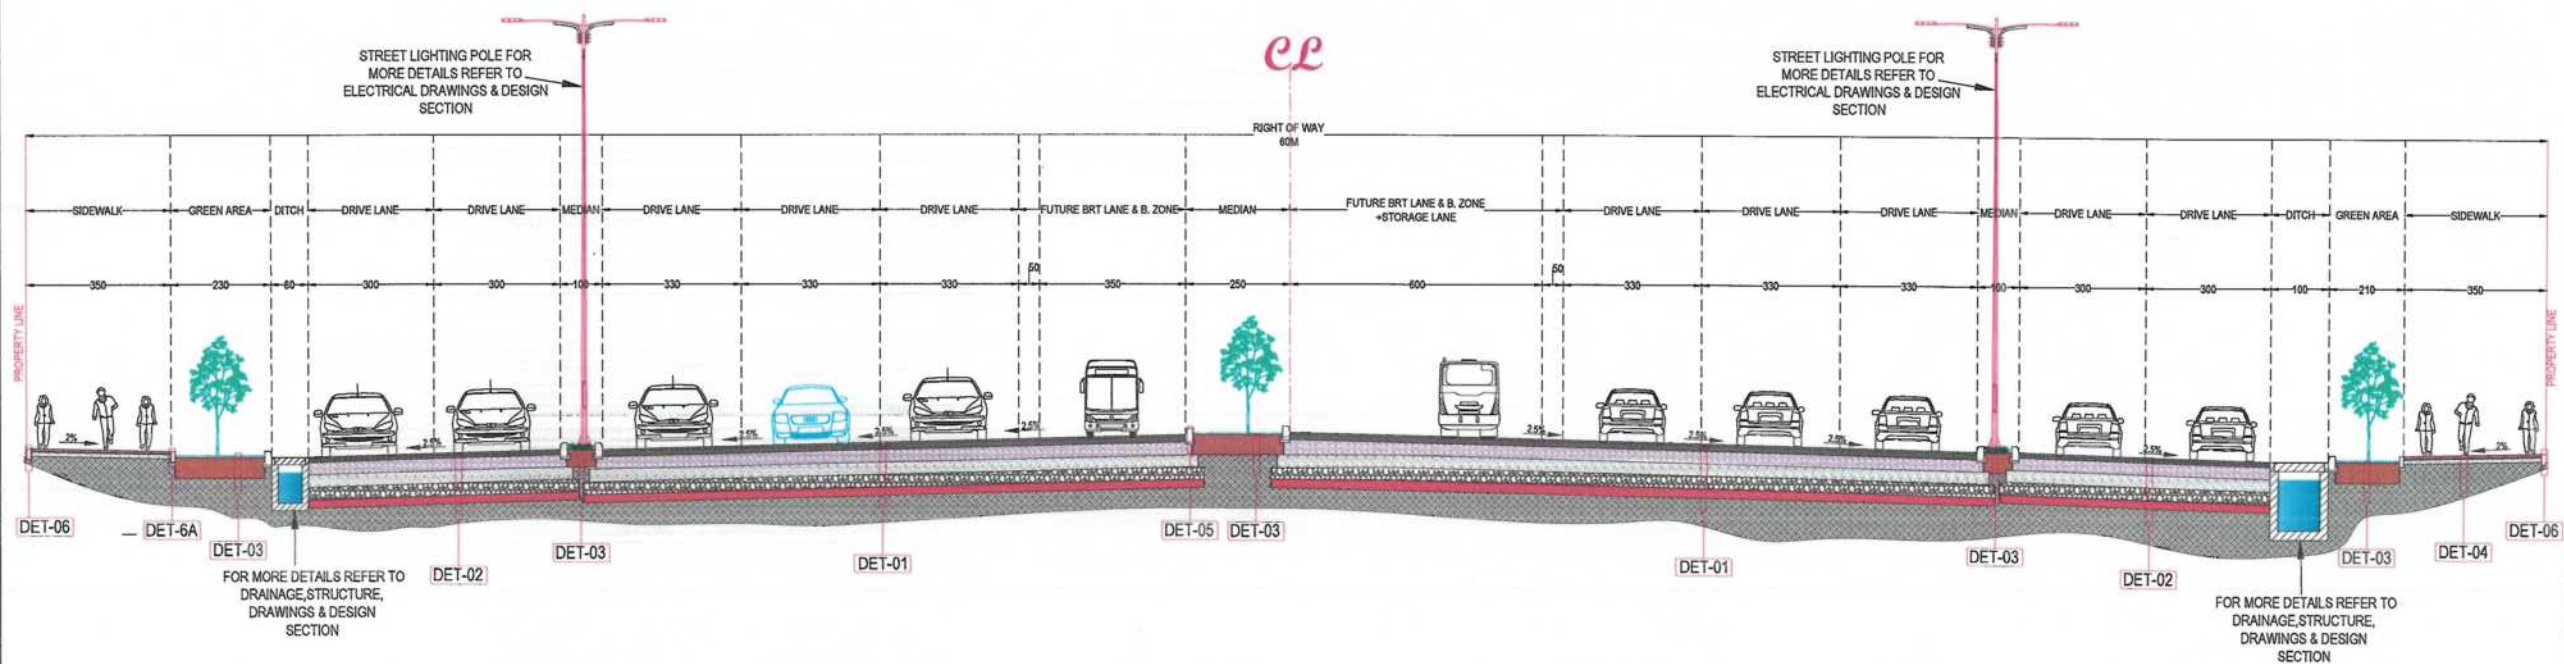 CL
STREET LIGHTING POLE FOR
MORE DETAILS REFER TO
ELECTRICAL DRAWINGS & DESIGN
SECTION
STREET LIGHTING POLE FOR
MORE DETAILS REFER TO
ELECTRICAL DRAWINGS & DESIGN
SECTION
RIGHT OF WAY
60M
SIDEWALK GREEN AREA DITCH DRIVE LANE DRIVE LANE MEDIAN DRIVE LANE DRIVE LANE DRIVE LANE FUTURE BRT LANE & B. ZONE MEDIAN FUTURE BRT LANE & B. ZONE DRIVE LANE DRIVE LANE DRIVE LANE MEDIAN DRIVE LANE DRIVE LANE DITCH GREEN AREA SIDEWALK
+STORAGE LANE
50 50
350 230 60 300 300 100 330 330 330 350 250 600 330 330 330 100 300 300 100 210 350
PROPERTY LINE
PROPERTY LINE
2% 2.5% 2.5% 2.5% 2.5% 2.5% 2.5% 2.5% 2.5% 2%
DET-06 DET-6A DET-03 DET-02 DET-03 DET-01 DET-05 DET-03 DET-01 DET-03 DET-02 DET-03 DET-04 DET-06
FOR MORE DETAILS REFER TO
DRAINAGE,STRUCTURE,
DRAWINGS & DESIGN
SECTION
FOR MORE DETAILS REFER TO
DRAINAGE,STRUCTURE,
DRAWINGS & DESIGN
SECTION